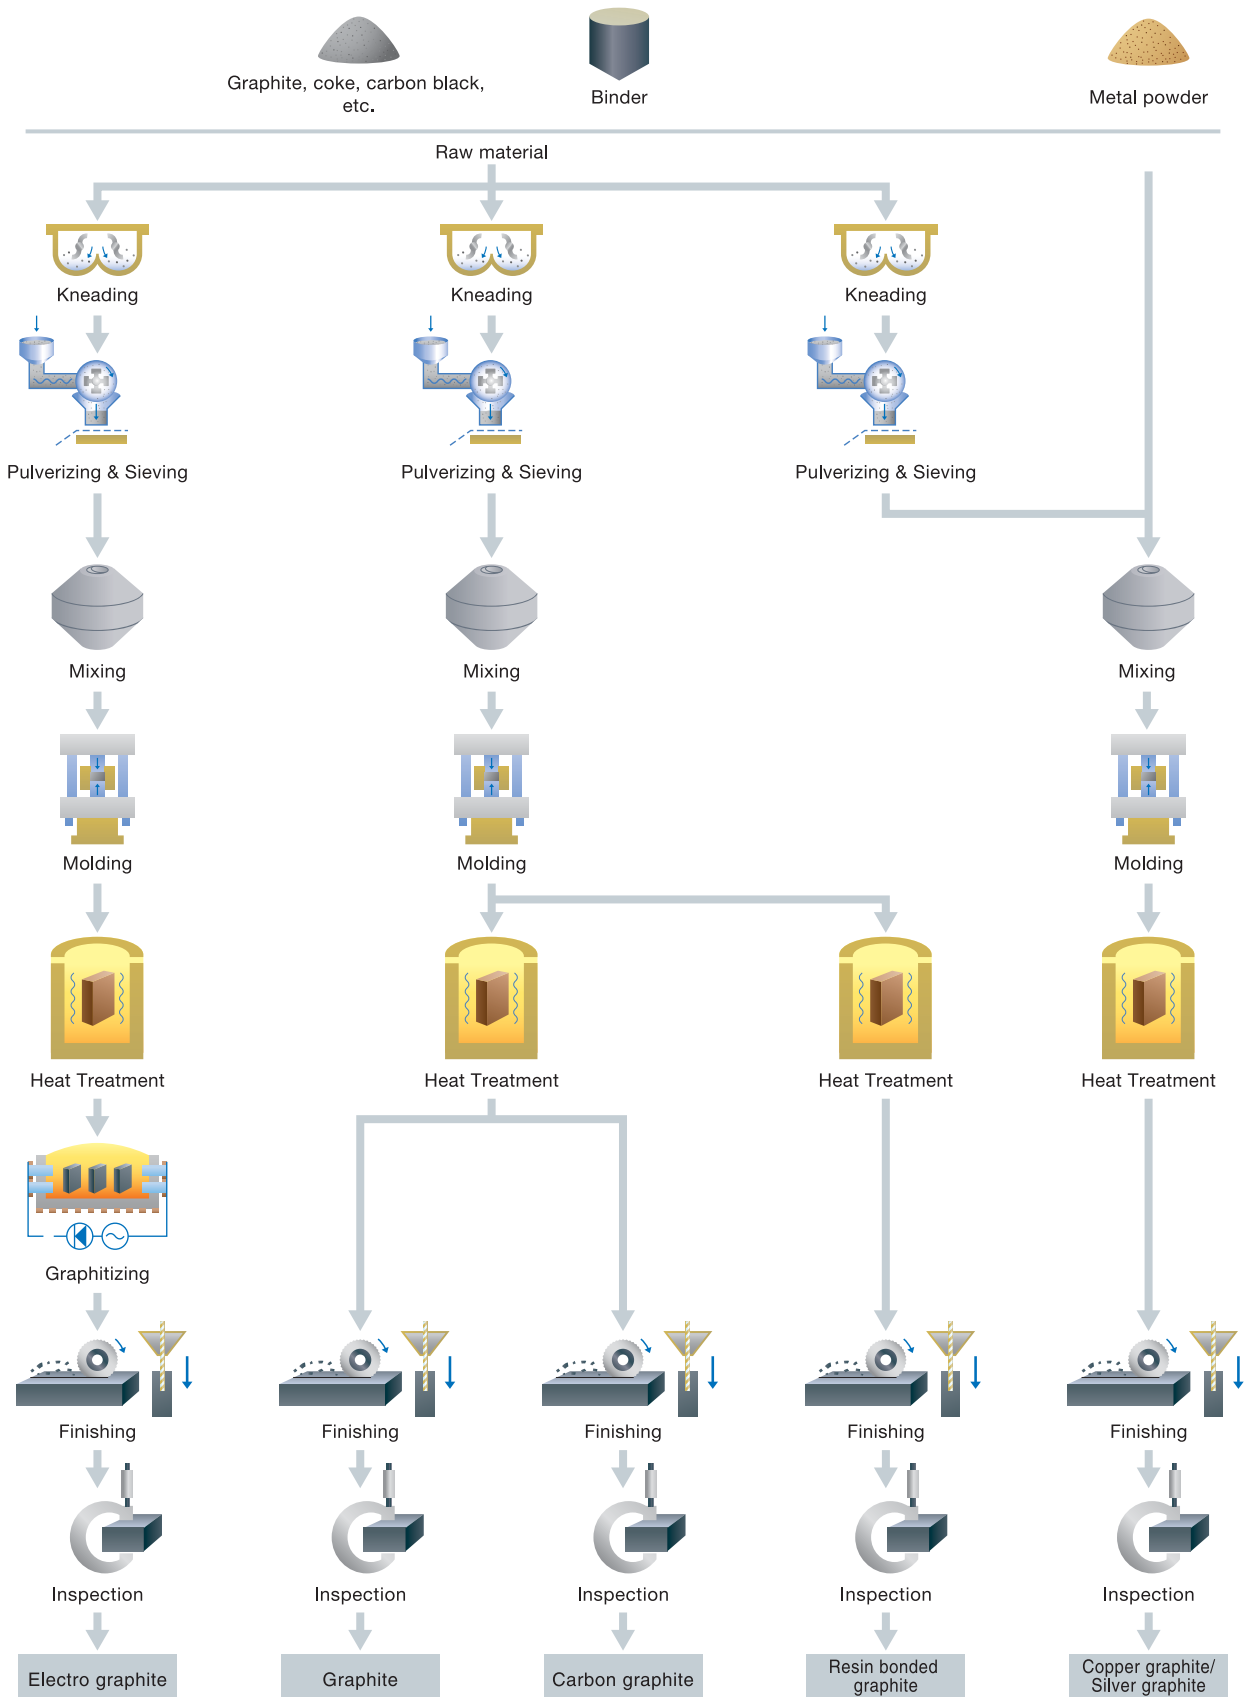 Graphite, coke, carbon black,
etc.
Binder
Metal powder
Raw material
Kneading
Kneading
Kneading
Pulverizing & Sieving
Pulverizing & Sieving
Pulverizing & Sieving
Mixing
Mixing
Mixing
Molding
Molding
Molding
Heat Treatment
Heat Treatment
Heat Treatment
Heat Treatment
Graphitizing
Finishing
Finishing
Finishing
Finishing
Finishing
Inspection
Inspection
Inspection
Inspection
Inspection
Electro graphite
Graphite
Carbon graphite
Resin bonded
graphite
Copper graphite/
Silver graphite